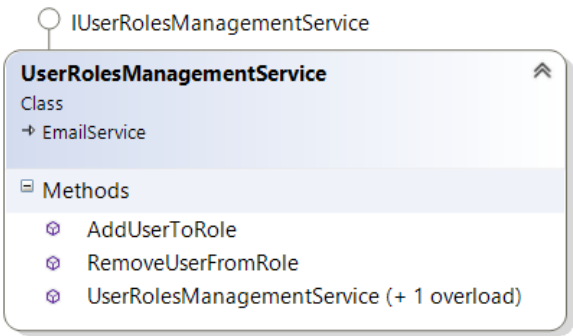 IUserRolesManagementService
UserRolesManagementService
Class
EmailService
Methods
AddUserToRole
RemoveUserFromRole
UserRolesManagementService (+ 1 overload)